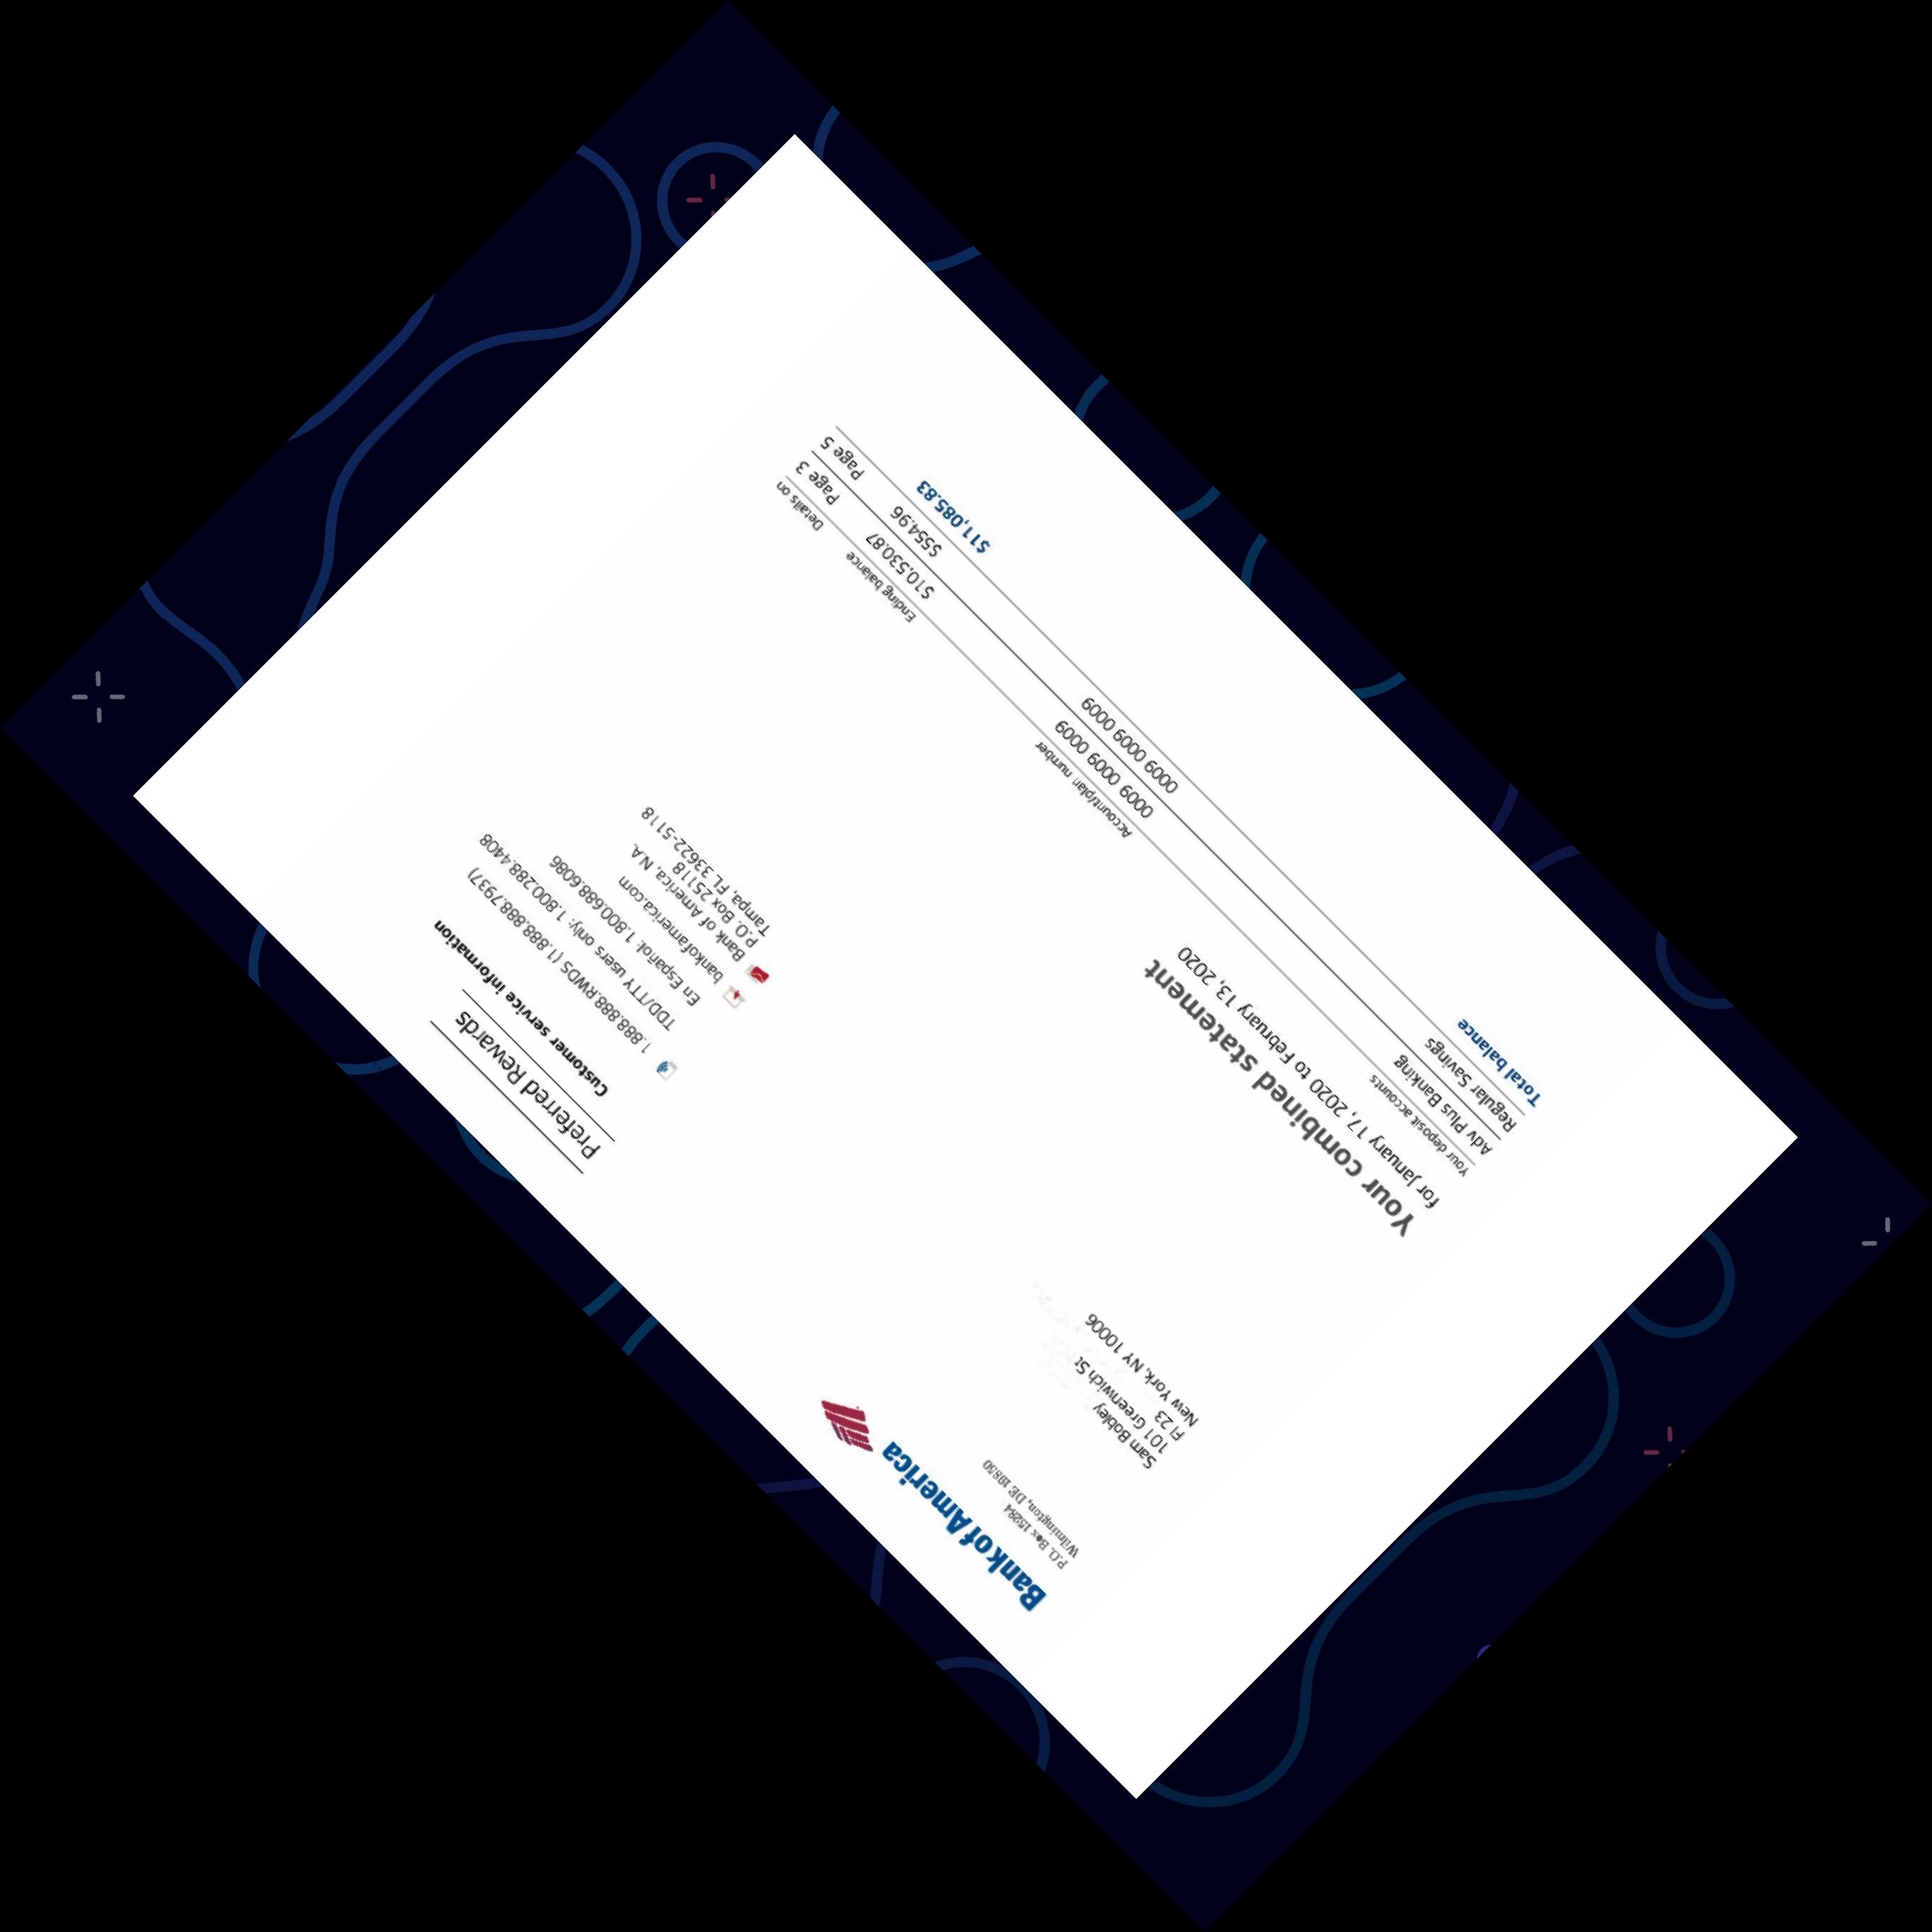 Bank of America
P.O. Box 15284
Wilmington, DE 19850
Preferred Rewards
Customer service information
1.888.888.RWDS (1.888.888.7937)
TDD/TTY users only: 1.800.288.4408
En Español: 1.800.688.6086
bankofamerica.com
Bank of America, N.A.
P.O. Box 25118
Tampa, FL 33622-5118
Sam Bobley
101 Greenwich St
Fl 23
New York, NY 10006
Your combined statement
for January 17, 2020 to February 13, 2020
Your deposit accounts Account/plan number Ending balance Details on
Adv Plus Banking 0009 0009 0009 $10,530.87 Page 3
Regular Savings 0009 0009 0009 $554.96 Page 5
Total balance $11,085.83